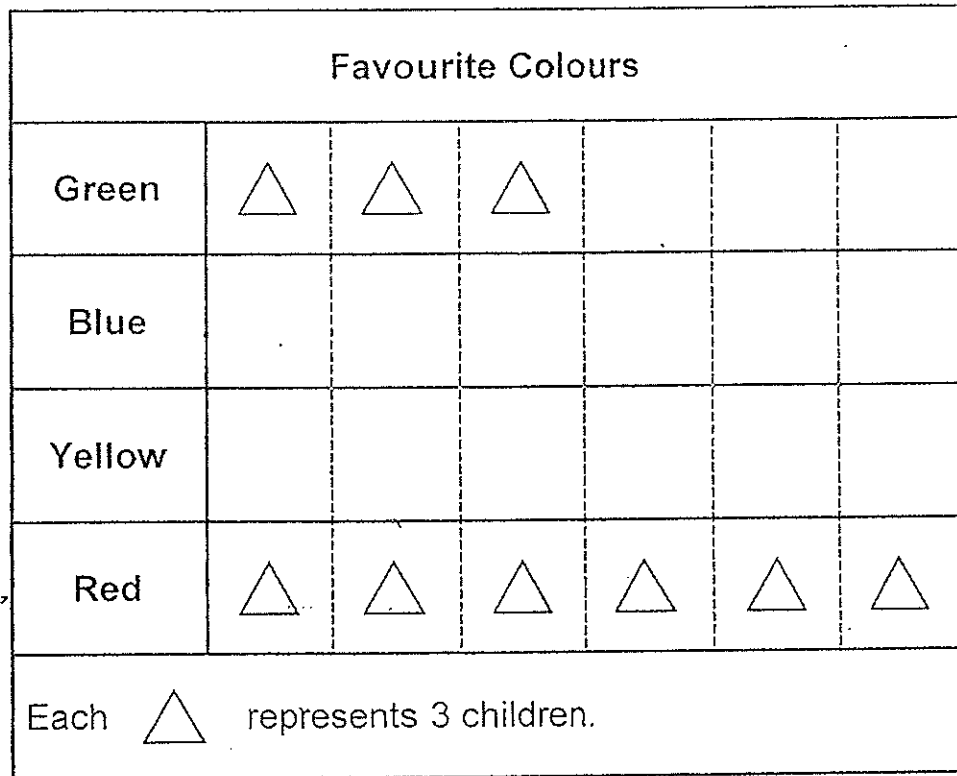 Favourite Colours
Green
Blue
Yellow
Red
Each △ represents 3 children.